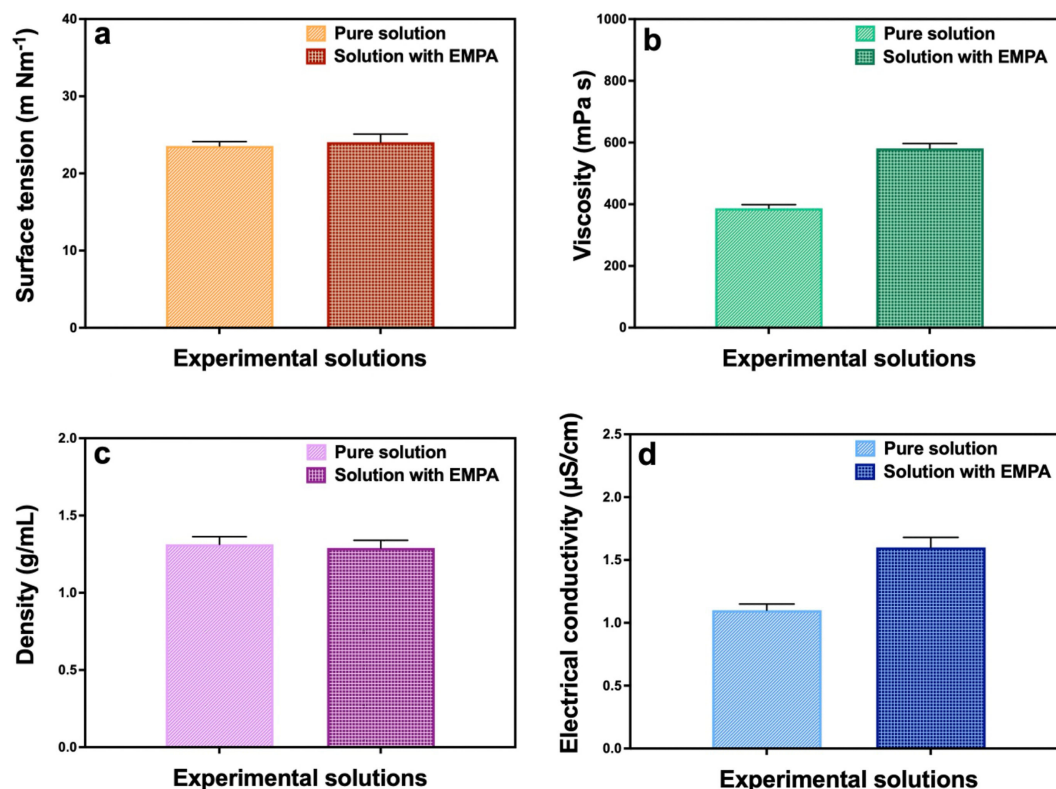 a
Pure solution
Solution with EMPA
Surface tension (m Nm⁻¹)
40
30
20
10
0
Experimental solutions
b
Pure solution
Solution with EMPA
Viscosity (mPa s)
1000
800
600
400
200
0
Experimental solutions
c
Pure solution
Solution with EMPA
Density (g/mL)
2.0
1.5
1.0
0.5
0.0
Experimental solutions
d
Pure solution
Solution with EMPA
Electrical conductivity (µS/cm)
2.5
2.0
1.5
1.0
0.5
0.0
Experimental solutions